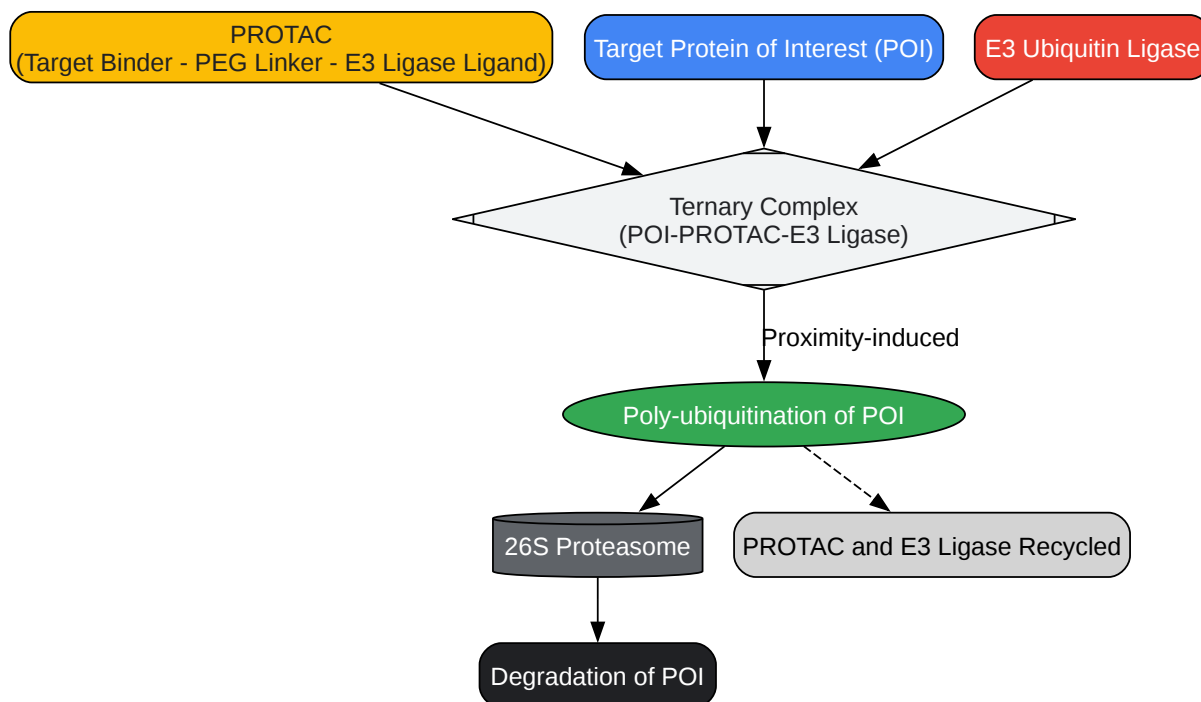 PROTAC
(Target Binder - PEG Linker - E3 Ligase Ligand)
Target Protein of Interest (POI)
E3 Ubiquitin Ligase
Ternary Complex
(POI-PROTAC-E3 Ligase)
Proximity-induced
Poly-ubiquitination of POI
26S Proteasome
PROTAC and E3 Ligase Recycled
Degradation of POI